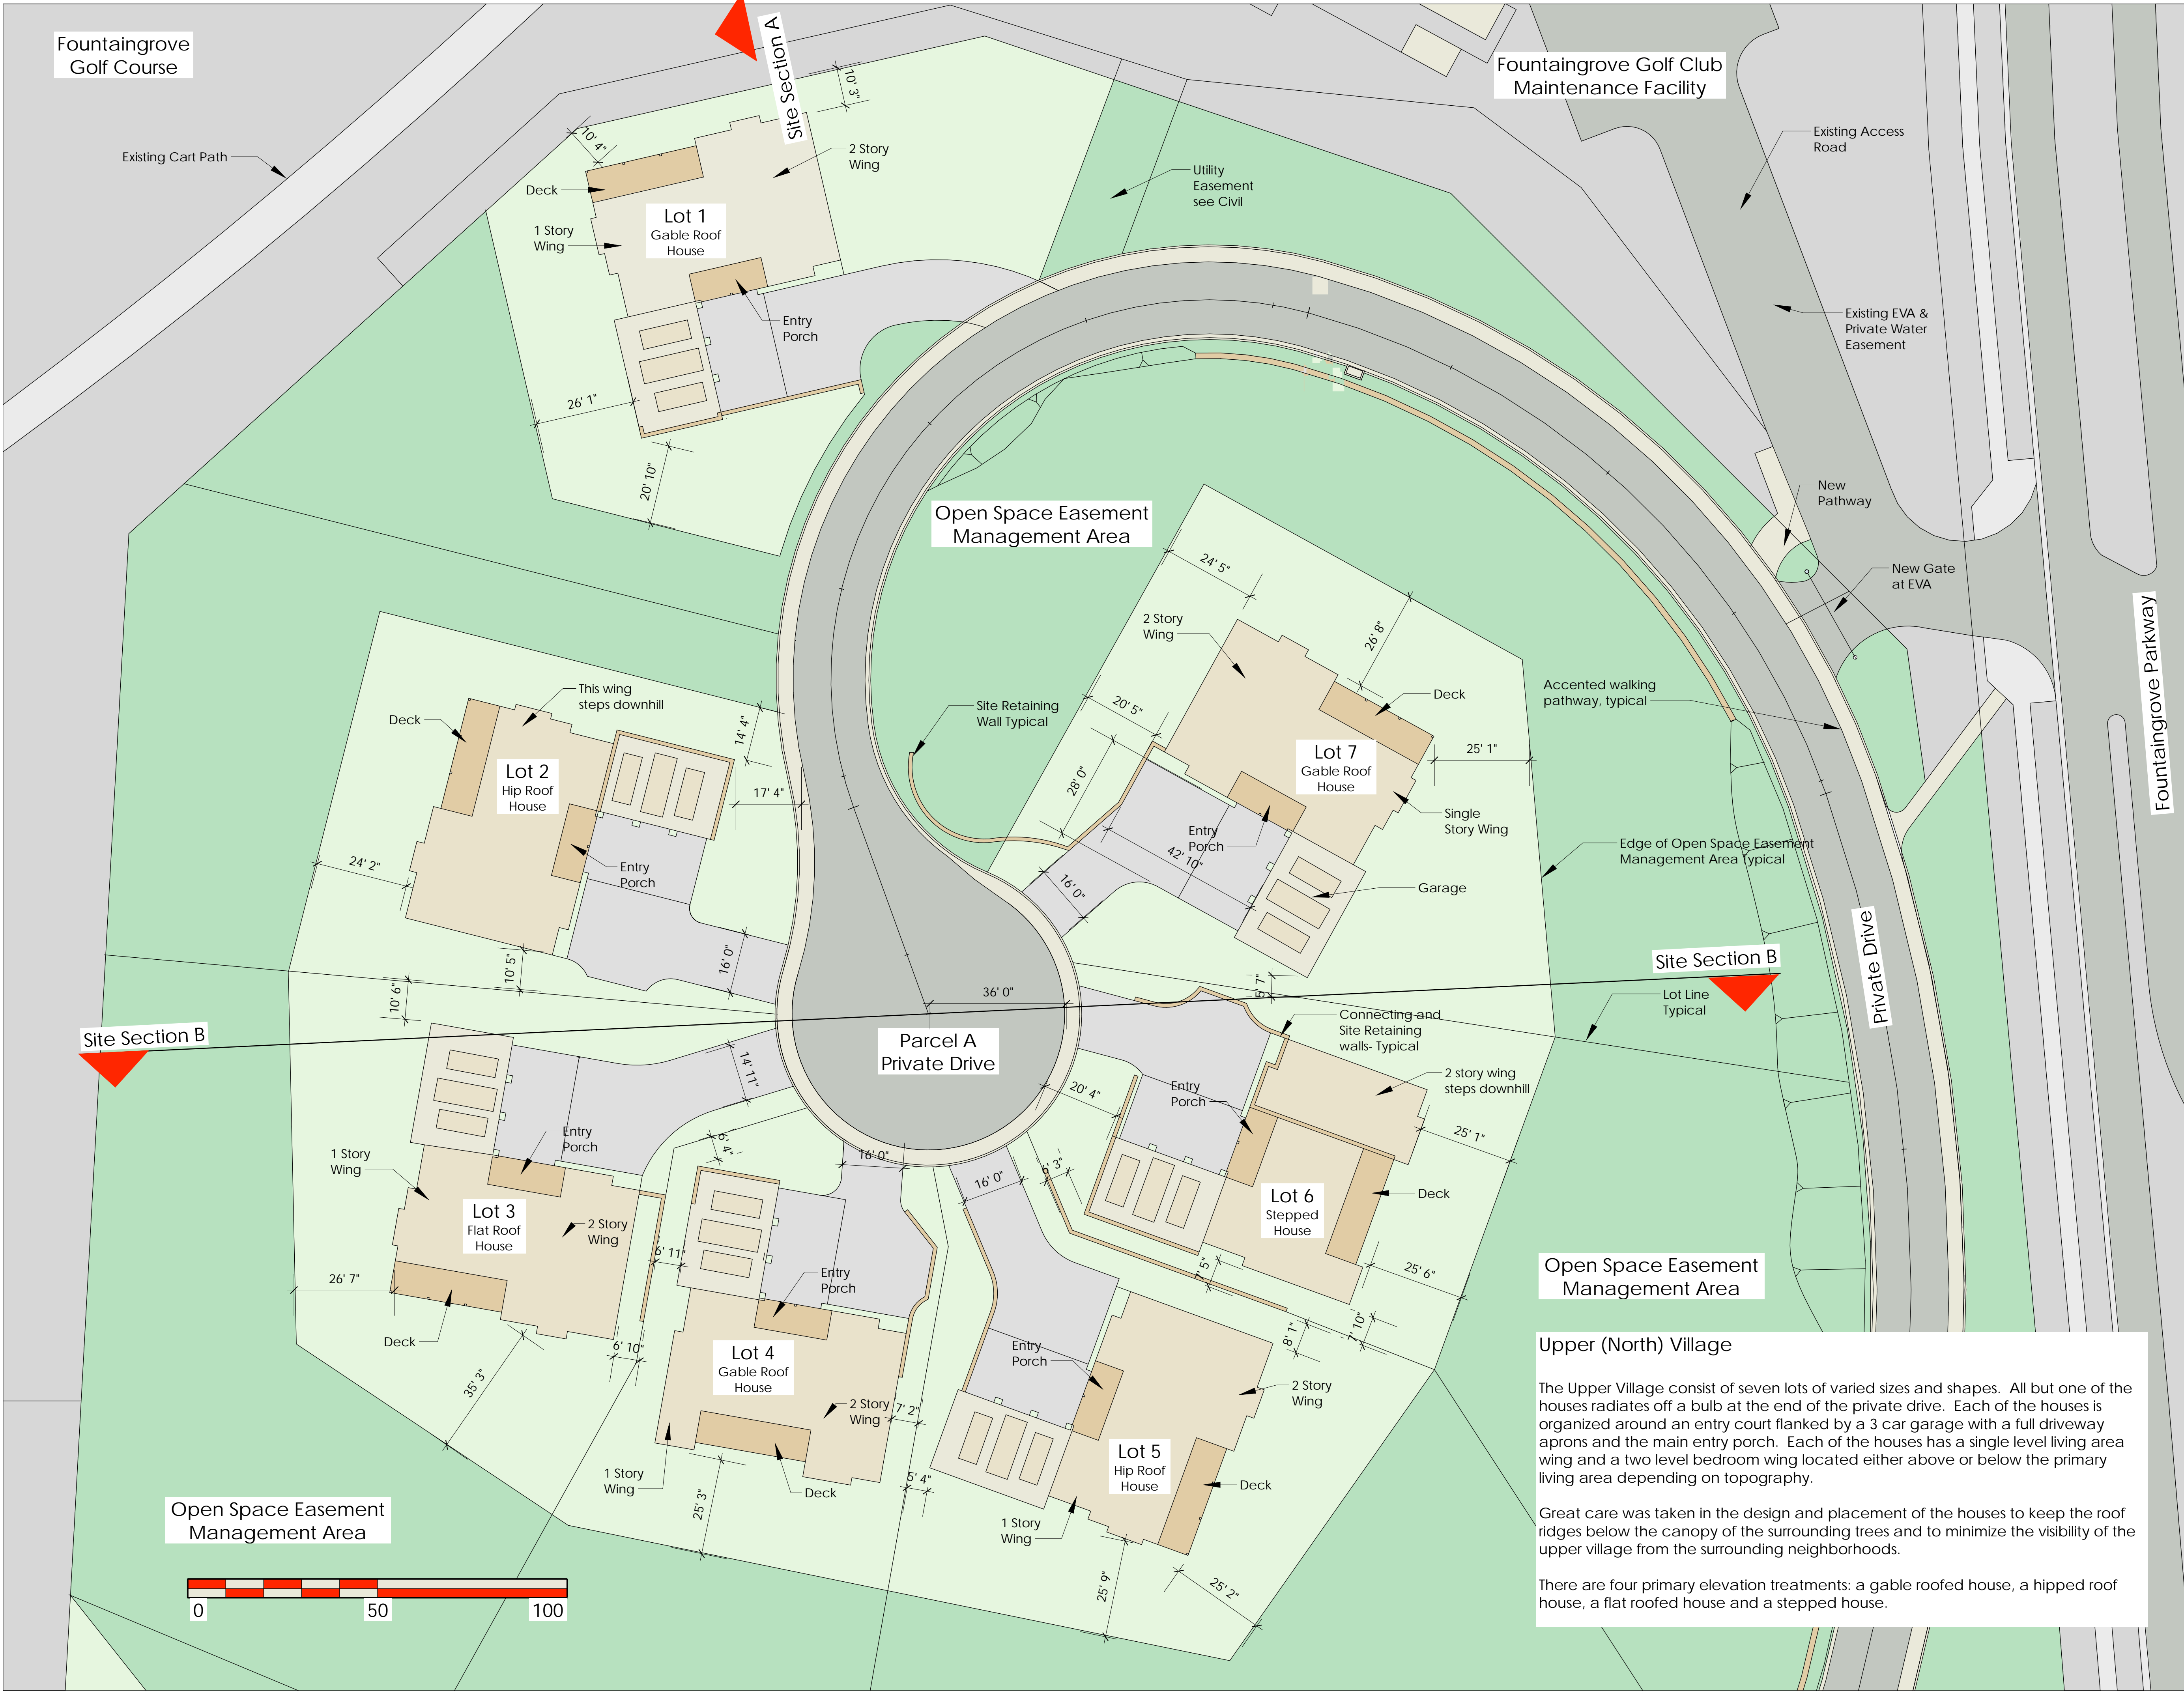 Fountaingrove
Golf Course
Site Section A
Fountaingrove Golf Club
Maintenance Facility
10' 3"
10' 4"
Existing Cart Path
2 Story
Wing
Deck
Utility
Easement
see Civil
Existing Access
Road
Lot 1
Gable Roof
House
1 Story
Wing
Entry
Porch
Existing EVA &
Private Water
Easement
26' 1"
20' 10"
New
Pathway
Open Space Easement
Management Area
New Gate
at EVA
Fountaingrove Parkway
24' 5"
2 Story
Wing
26' 8"
This wing
steps downhill
Deck
14' 4"
Site Retaining
Wall Typical
20' 5"
Deck
Accented walking
pathway, typical
Lot 2
Hip Roof
House
17' 4"
Lot 7
Gable Roof
House
25' 1"
28' 0"
Single
Story Wing
Entry
Porch
42' 10"
Edge of Open Space Easement
Management Area Typical
24' 2"
Entry
Porch
16' 0"
Garage
16' 0"
10' 5"
Private Drive
Site Section B
10' 6"
5' 7"
36' 0"
Lot Line
Typical
Site Section B
Parcel A
Private Drive
Connecting and
Site Retaining
walls- Typical
14' 11"
20' 4"
Entry
Porch
2 story wing
steps downhill
25' 1"
Entry
Porch
1 Story
Wing
6' 4"
16' 0"
16' 0"
6' 3"
Lot 3
Flat Roof
House
2 Story
Wing
Lot 6
Stepped
House
Deck
6' 11"
26' 7"
Entry
Porch
7' 5"
25' 6"
Open Space Easement
Management Area
Deck
6' 10"
35' 3"
Lot 4
Gable Roof
House
Entry
Porch
8' 1"
7' 10"
2 Story
Wing
7' 2"
2 Story
Wing
Lot 5
Hip Roof
House
1 Story
Wing
25' 3"
Deck
5' 4"
Deck
1 Story
Wing
25' 9"
25' 2"
Open Space Easement
Management Area
0
50
100
Upper (North) Village
The Upper Village consist of seven lots of varied sizes and shapes.  All but one of the
houses radiates off a bulb at the end of the private drive.  Each of the houses is
organized around an entry court flanked by a 3 car garage with a full driveway
aprons and the main entry porch.  Each of the houses has a single level living area
wing and a two level bedroom wing located either above or below the primary
living area depending on topography.
Great care was taken in the design and placement of the houses to keep the roof
ridges below the canopy of the surrounding trees and to minimize the visibility of the
upper village from the surrounding neighborhoods.
There are four primary elevation treatments: a gable roofed house, a hipped roof
house, a flat roofed house and a stepped house.